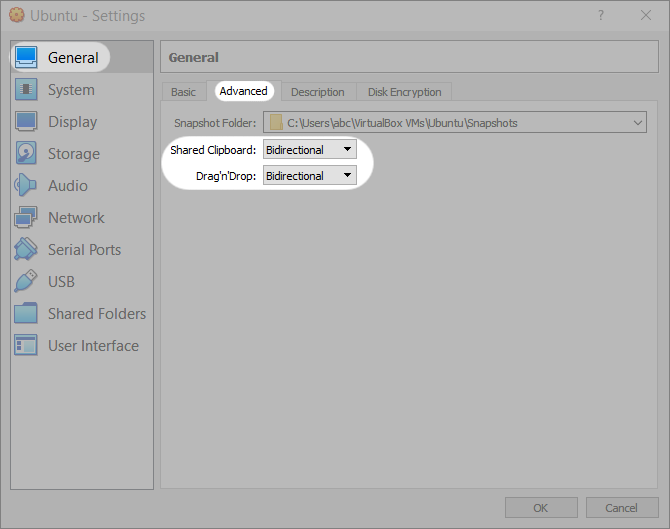 Ubuntu - Settings
?
General
System
Display
Storage
Audio
Network
Serial Ports
USB
Shared Folders
User Interface
General
Basic Advanced Description Disk Encryption
Snapshot Folder: C:\Users\abc\VirtualBox VMs\Ubuntu\Snapshots
Shared Clipboard: Bidirectional
Drag'n'Drop: Bidirectional
OK Cancel